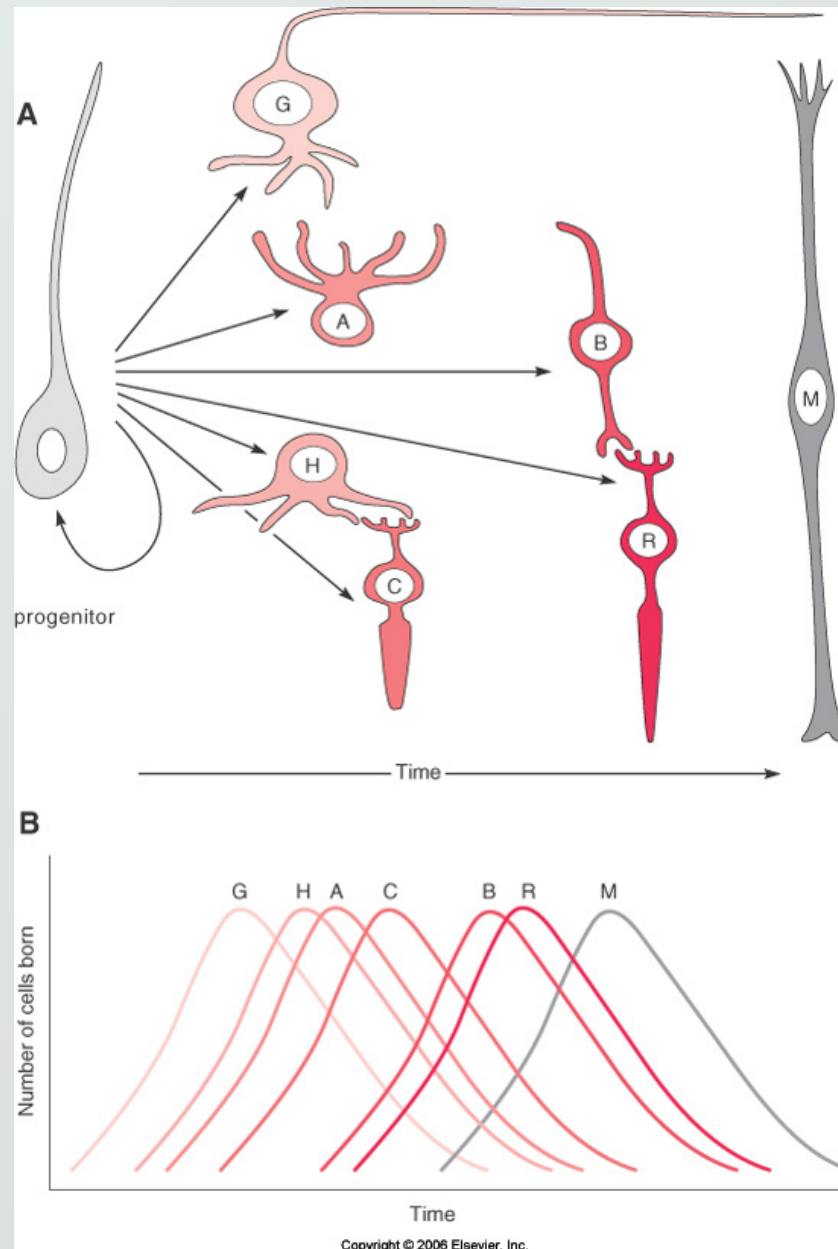 A
G
A
B
M
H
R
C
progenitor
Time
B
G H A C B R M
Number of cells born
Time
Copyright © 2006 Elsevier, Inc.